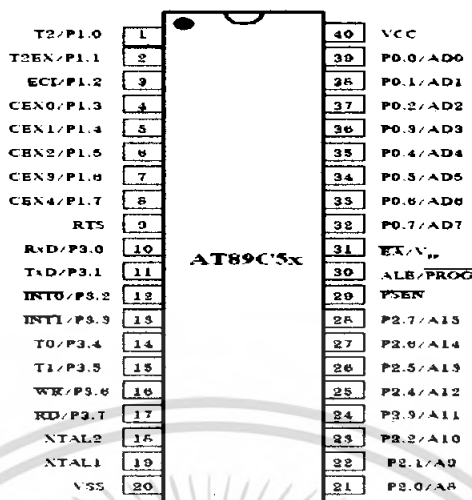 T2/P1.0 1 40 VCC
T2EX/P1.1 2 39 P0.0/AD0
ECI/P1.2 3 38 P0.1/AD1
CEX0/P1.3 4 37 P0.2/AD2
CEX1/P1.4 5 36 P0.3/AD3
CEX2/P1.5 6 35 P0.4/AD4
CEX3/P1.6 7 34 P0.5/AD5
CEX4/P1.7 8 33 P0.6/AD6
RTS 9 32 P0.7/AD7
RxD/P3.0 10 31 EA/Vpp
AT89C5x
TxD/P3.1 11 30 ALE/PROG
INT0/P3.2 12 29 PSEN
INT1/P3.3 13 28 P2.7/A15
T0/P3.4 14 27 P2.6/A14
T1/P3.5 15 26 P2.5/A13
WR/P3.6 16 25 P2.4/A12
RD/P3.7 17 24 P2.3/A11
XTAL2 18 23 P2.2/A10
XTAL1 19 22 P2.1/A9
VSS 20 21 P2.0/A8